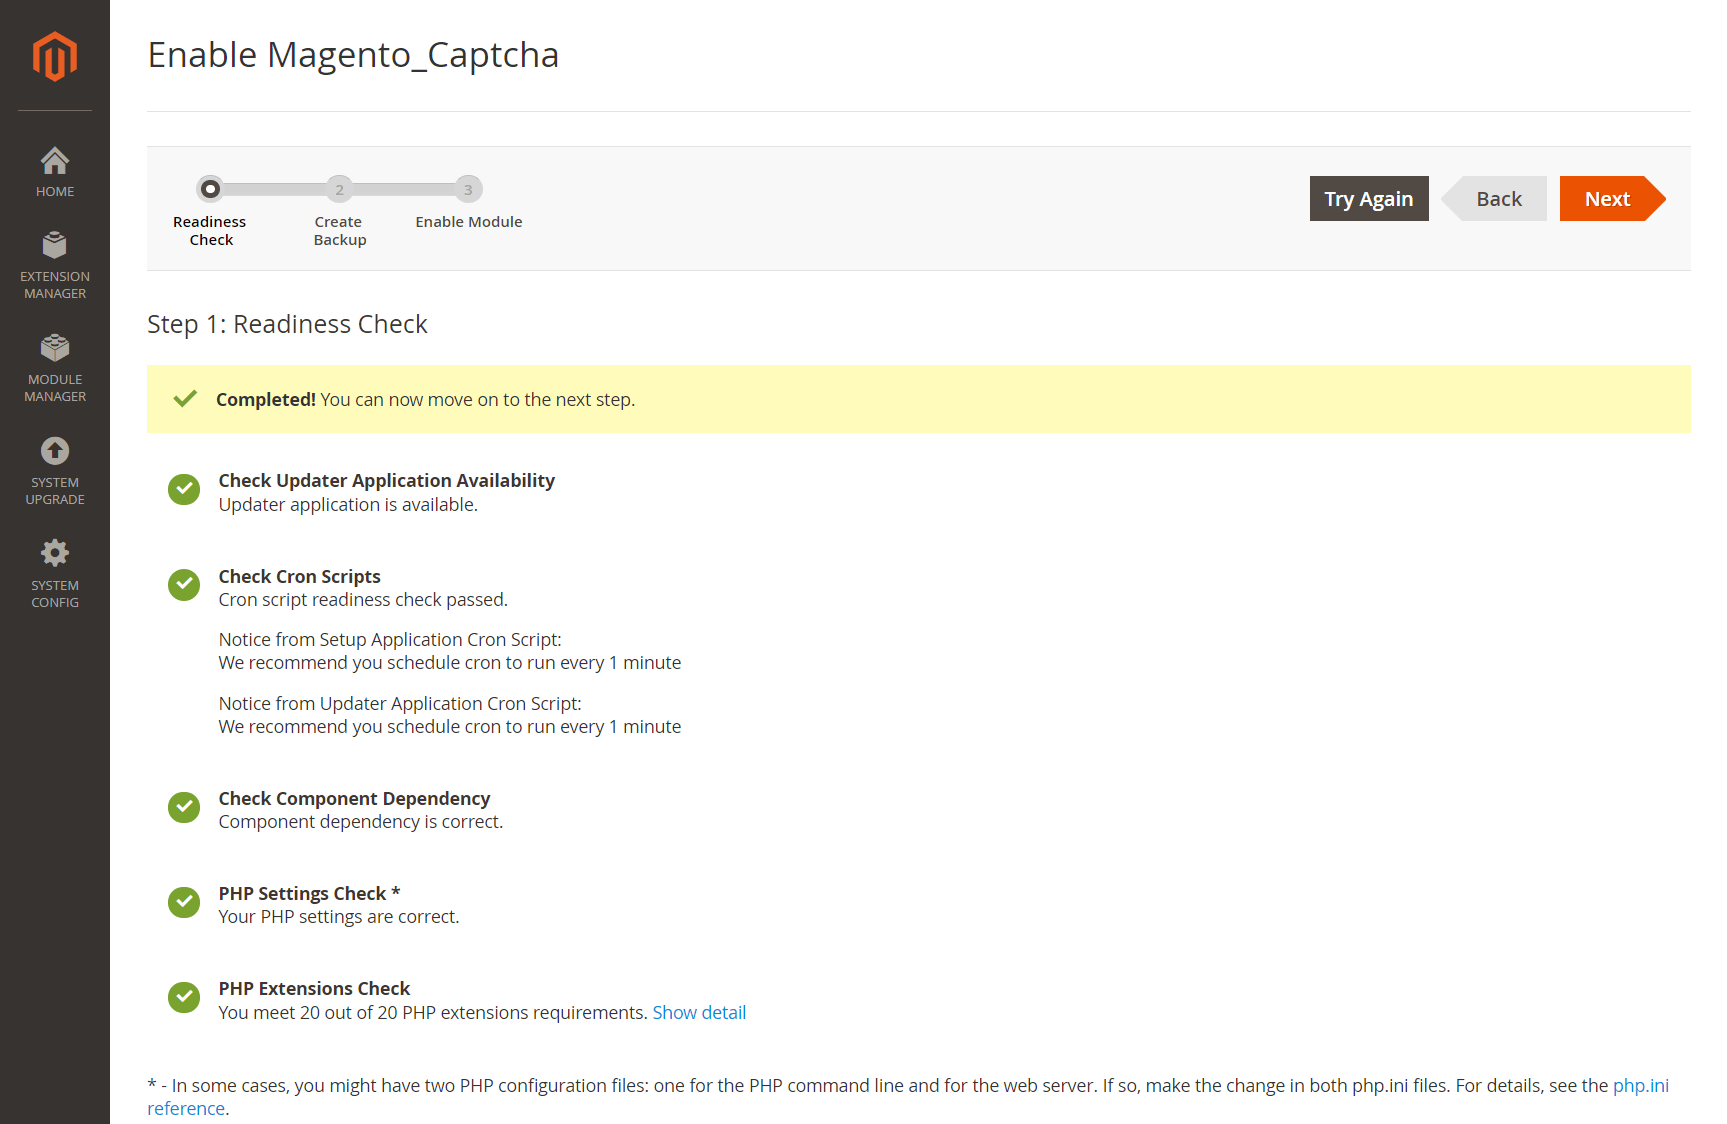 Enable Magento_Captcha
HOME
EXTENSION
MANAGER
MODULE
MANAGER
SYSTEM
UPGRADE
SYSTEM
CONFIG
2
3
Readiness
Check
Create
Backup
Enable Module
Try Again
Back
Next
Step 1: Readiness Check
Completed! You can now move on to the next step.
Check Updater Application Availability
Updater application is available.
Check Cron Scripts
Cron script readiness check passed.
Notice from Setup Application Cron Script:
We recommend you schedule cron to run every 1 minute
Notice from Updater Application Cron Script:
We recommend you schedule cron to run every 1 minute
Check Component Dependency
Component dependency is correct.
PHP Settings Check *
Your PHP settings are correct.
PHP Extensions Check
You meet 20 out of 20 PHP extensions requirements. Show detail
* - In some cases, you might have two PHP configuration files: one for the PHP command line and for the web server. If so, make the change in both php.ini files. For details, see the php.ini
reference.